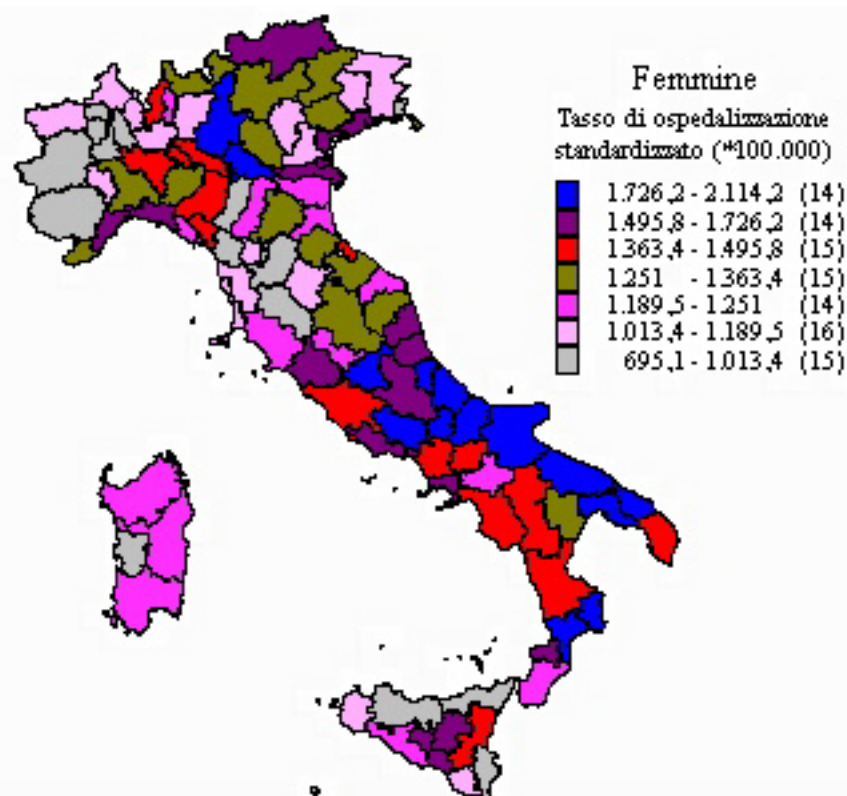 Femmine
Tasso di ospedalizzazione
standardizzato (*100.000)
1.726,2 - 2.114,2 (14)
1.495,8 - 1.726,2 (14)
1.363,4 - 1.495,8 (15)
1.251 - 1.363,4 (15)
1.189,5 - 1.251 (14)
1.013,4 - 1.189,5 (16)
695,1 - 1.013,4 (15)